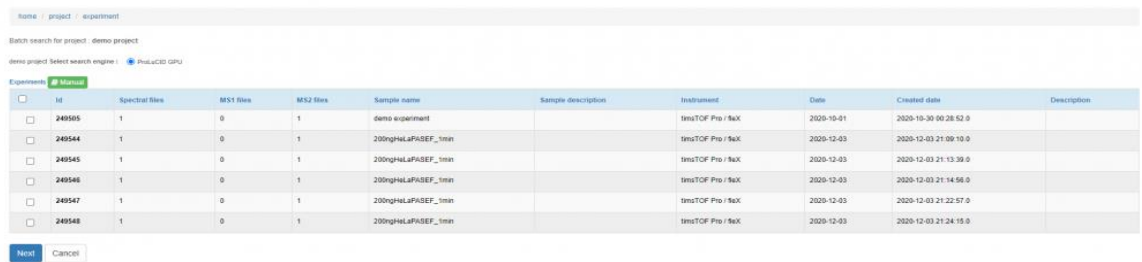 home / project / experiment
Batch search for project : demo project
demo project Select search engine : ProLuCID GPU
Experiments Manual
Id Spectral files MS1 files MS2 files Sample name Sample description Instrument Date Created date Description
249505 1 0 1 demo experiment timsTOF Pro / fleX 2020-10-01 2020-10-30 00:28:52.0
249544 1 0 1 200ngHeLaPASEF_1min timsTOF Pro / fleX 2020-12-03 2020-12-03 21:09:10.0
249545 1 0 1 200ngHeLaPASEF_1min timsTOF Pro / fleX 2020-12-03 2020-12-03 21:13:39.0
249546 1 0 1 200ngHeLaPASEF_1min timsTOF Pro / fleX 2020-12-03 2020-12-03 21:14:56.0
249547 1 0 1 200ngHeLaPASEF_1min timsTOF Pro / fleX 2020-12-03 2020-12-03 21:22:57.0
249548 1 0 1 200ngHeLaPASEF_1min timsTOF Pro / fleX 2020-12-03 2020-12-03 21:24:15.0
Next Cancel